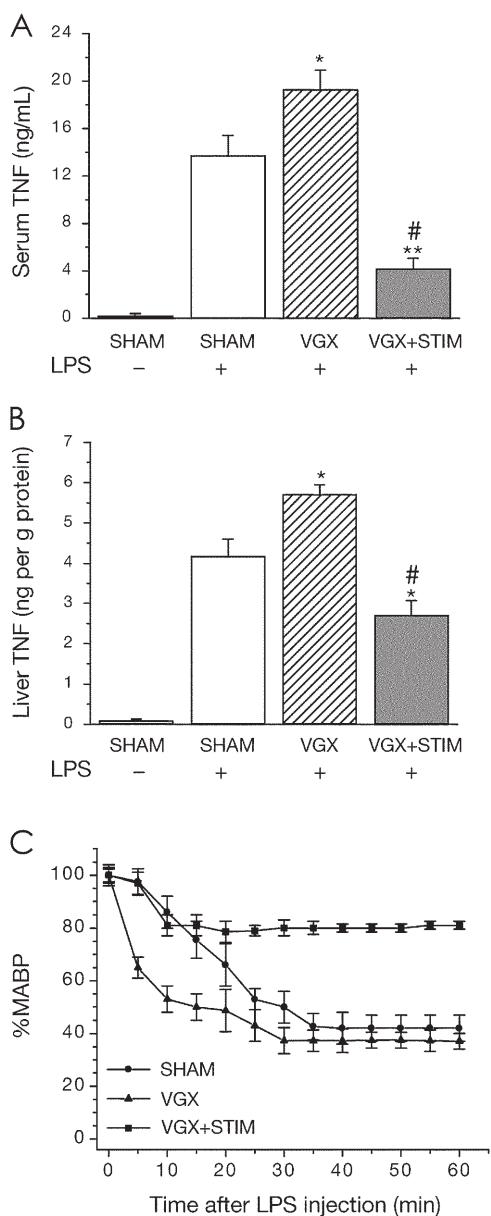 A
Serum TNF (ng/mL)
24
20
16
12
8
4
0
*
#
**
SHAM SHAM VGX VGX+STIM
LPS – + + +
B
Liver TNF (ng per g protein)
7
6
5
4
3
2
1
0
*
#
*
SHAM SHAM VGX VGX+STIM
LPS – + + +
C
%MABP
100
80
60
40
20
0
SHAM
VGX
VGX+STIM
0 10 20 30 40 50 60
Time after LPS injection (min)